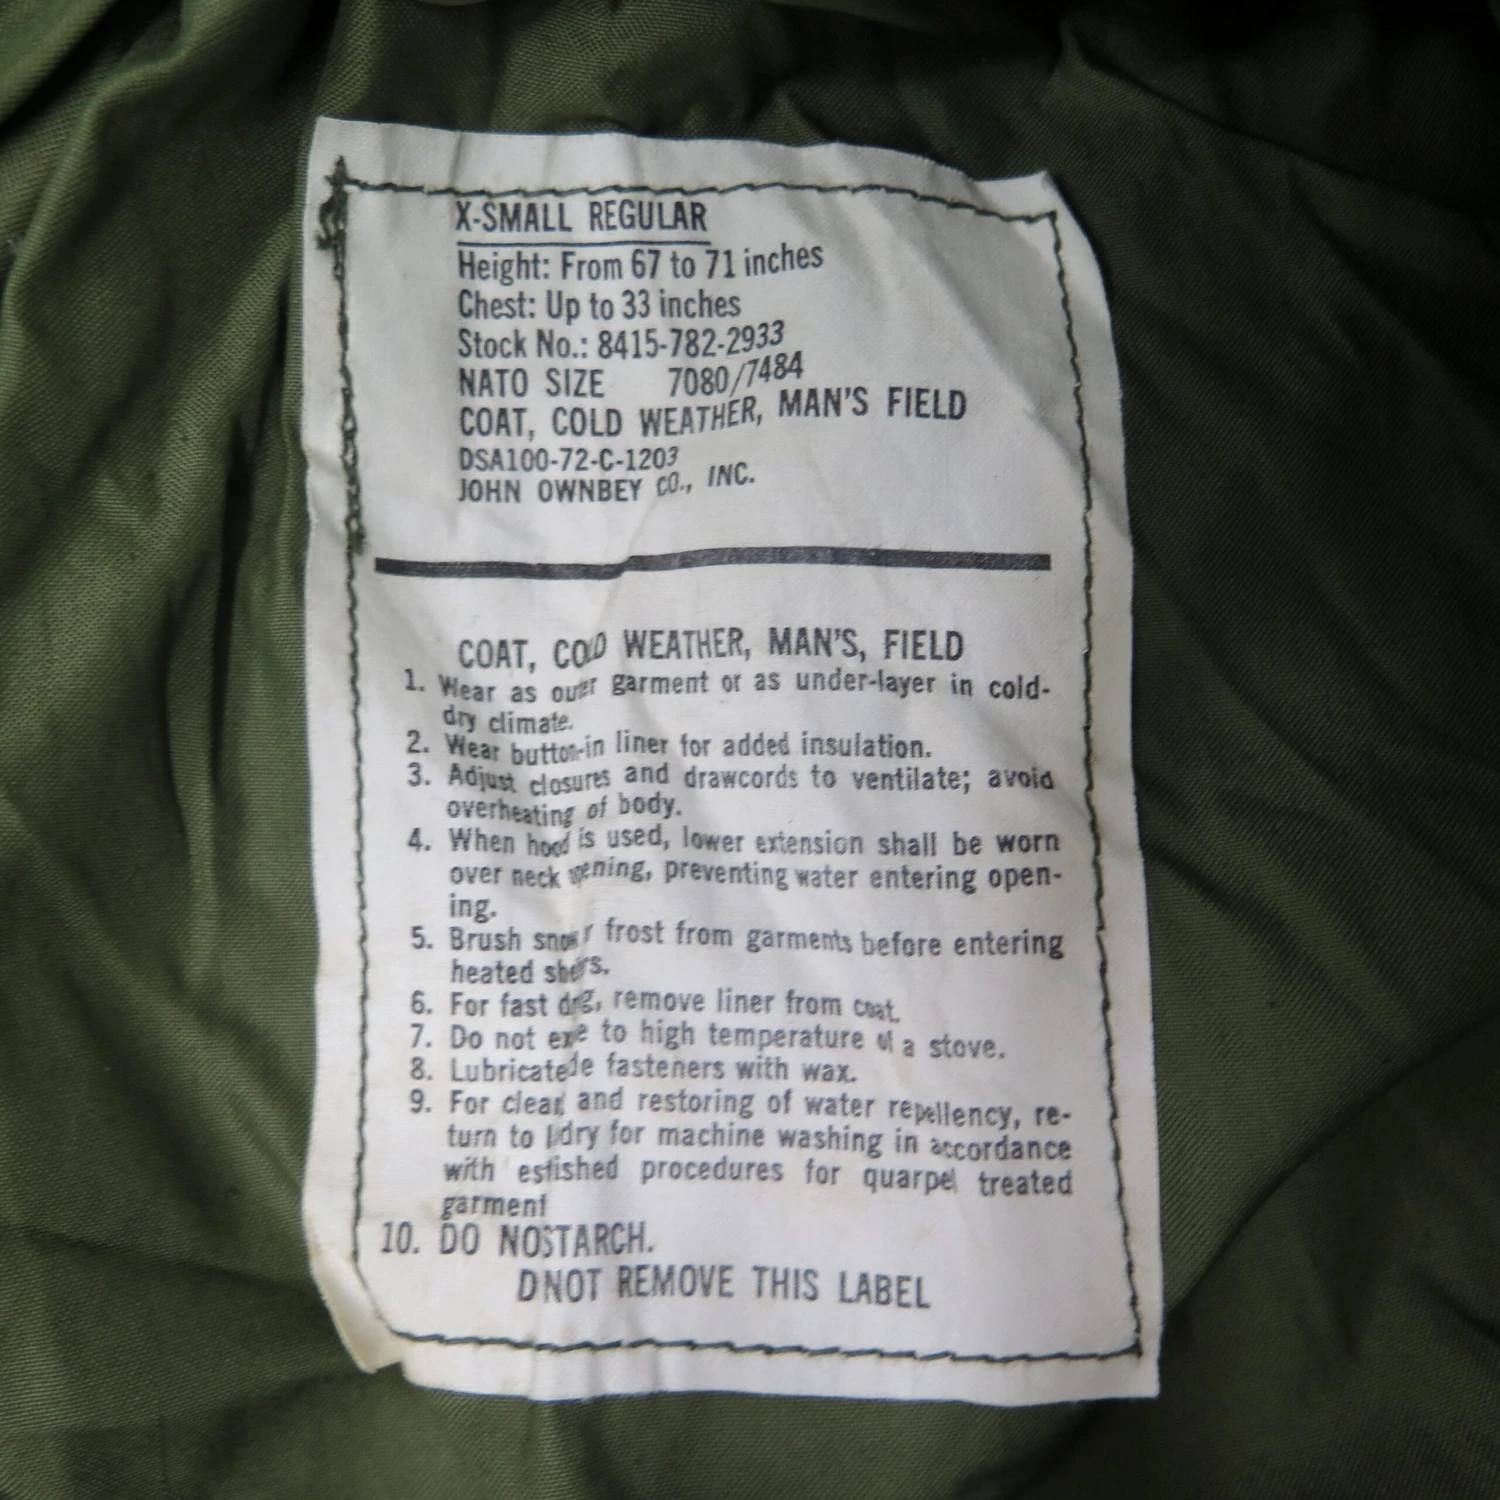 X-SMALL REGULAR
Height: From 67 to 71 inches
Chest: Up to 33 inches
Stock No.: 8415-782-2933
NATO SIZE 7080/7484
COAT, COLD WEATHER, MAN'S FIELD
DSA100-72-C-1203
JOHN OWNBEY CO., INC.
COAT, COLD WEATHER, MAN'S, FIELD
1. Wear as outer garment or as under-layer in cold-
dry climate.
2. Wear button-in liner for added insulation.
3. Adjust closures and drawcords to ventilate; avoid
overheating of body.
4. When hood is used, lower extension shall be worn
over neck opening, preventing water entering open-
ing.
5. Brush snow frost from garments before entering
heated
6. For fast remove liner from coat.
7. Do not to high temperature of a stove.
8. Lubricate fasteners with wax.
9. For and restoring of water repellency, re-
turn to for machine washing in accordance
with procedures for quarpel treated
garment
10. DO NO STARCH.
D NOT REMOVE THIS LABEL